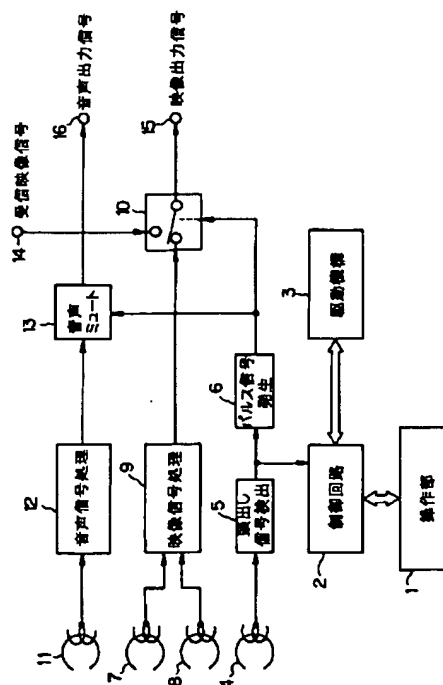 16 音声出力信号
15 映像出力信号
14 受信映像信号
10
13
音声
ミュート
3
駆動機構
6
パルス信号
発生
12
音声信号処理
9
映像信号処理
5
頭出し
信号検出
2
制御回路
1
操作部
11
7
8
4